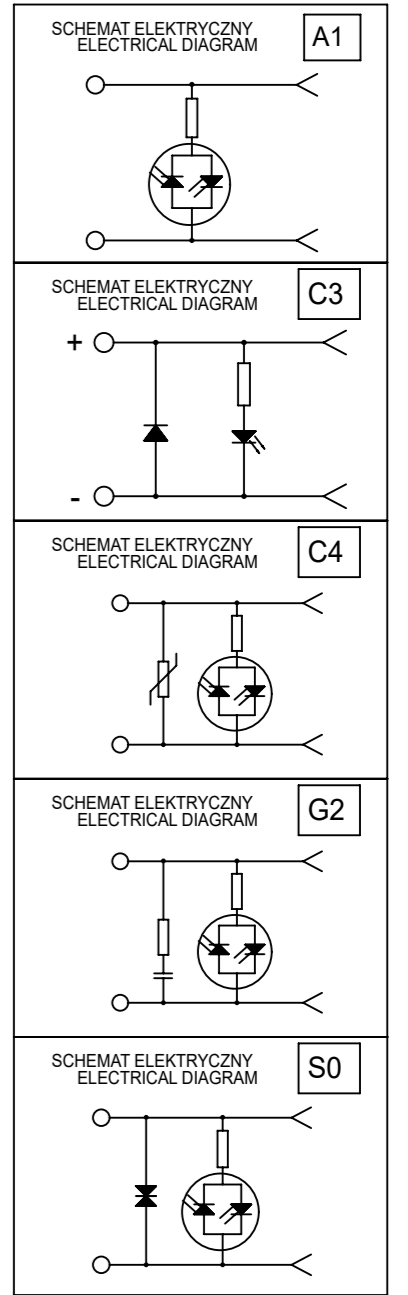 SCHEMAT ELEKTRYCZNY
ELECTRICAL DIAGRAM
A1
SCHEMAT ELEKTRYCZNY
ELECTRICAL DIAGRAM
C3
+
-
SCHEMAT ELEKTRYCZNY
ELECTRICAL DIAGRAM
C4
SCHEMAT ELEKTRYCZNY
ELECTRICAL DIAGRAM
G2
SCHEMAT ELEKTRYCZNY
ELECTRICAL DIAGRAM
S0